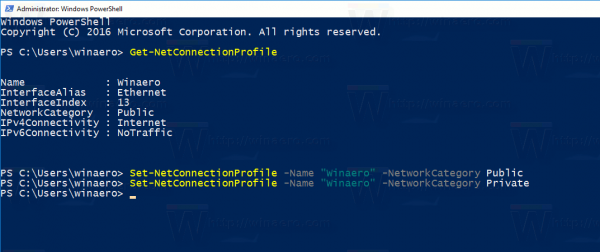 Administrator: Windows PowerShell
Windows PowerShell
Copyright (C) 2016 Microsoft Corporation. All rights reserved.
PS C:\Users\winaero> Get-NetConnectionProfile
Name : Winaero
InterfaceAlias : Ethernet
InterfaceIndex : 13
NetworkCategory : Public
IPv4Connectivity : Internet
IPv6Connectivity : NoTraffic
PS C:\Users\winaero> Set-NetConnectionProfile -Name "Winaero" -NetworkCategory Public
PS C:\Users\winaero> Set-NetConnectionProfile -Name "Winaero" -NetworkCategory Private
PS C:\Users\winaero> _